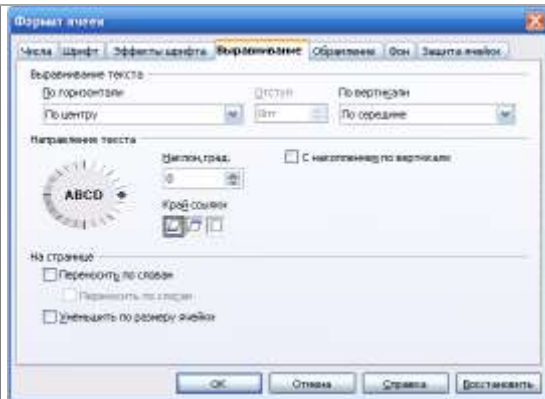 Формат ячеек
Числа Шрифт Эффекты шрифта Выравнивание Обрамление Фон Защита ячейки
Выравнивание текста
По горизонтали Отступ По вертикали
По центру 0пт По середине
Направление текста
Наклон, град. С накоплением по вертикали
ABCD 0
Край ссылки
На странице
Переносить по словам
Переносить по слогам
Уменьшить по размеру ячейки
OK Отмена Справка Восстановить